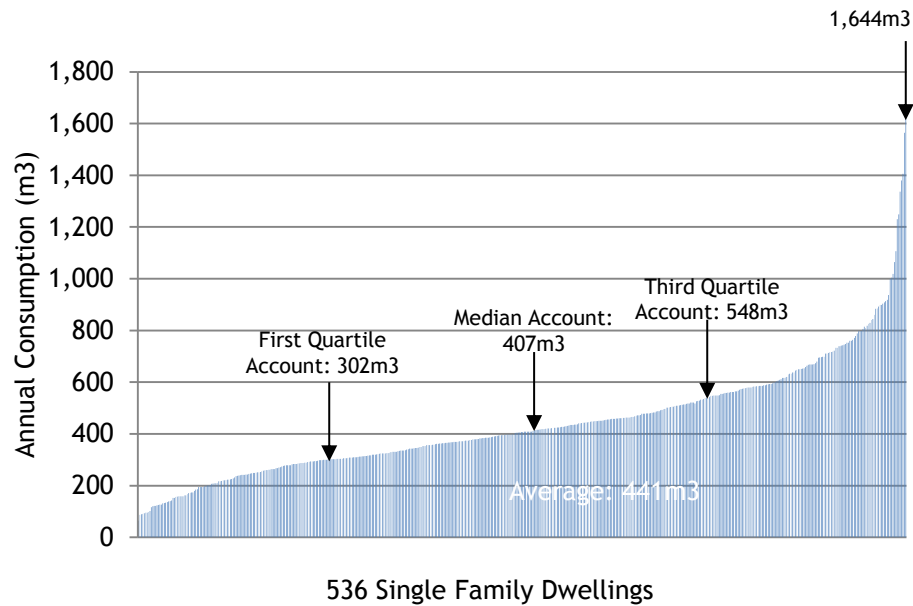 1,644m3
1,800
1,600
1,400
1,200
1,000
800
600
400
200
0
Annual Consumption (m3)
First Quartile
Account: 302m3
Median Account:
407m3
Third Quartile
Account: 548m3
Average: 441m3
536 Single Family Dwellings